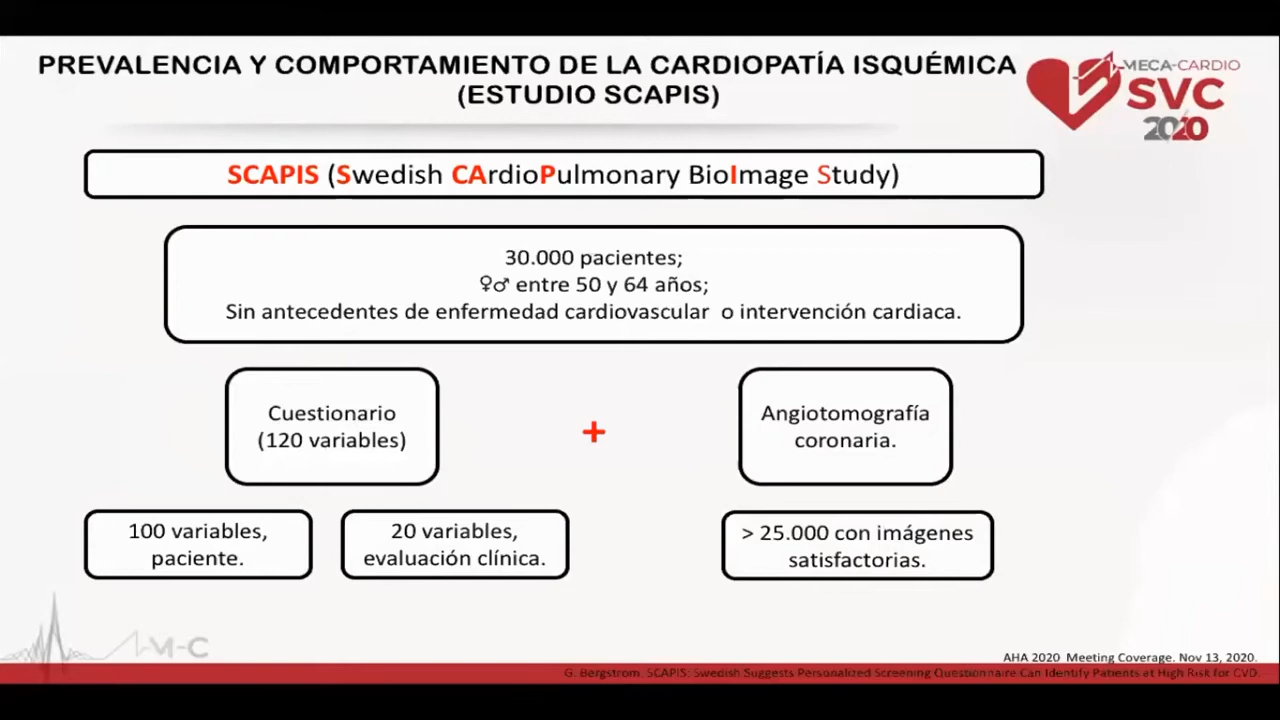 PREVALENCIA Y COMPORTAMIENTO DE LA CARDIOPATÍA ISQUÉMICA
(ESTUDIO SCAPIS)
MECA-CARDIO
SVC
2020
SCAPIS (Swedish CArdioPulmonary BioImage Study)
30.000 pacientes;
♀♂ entre 50 y 64 años;
Sin antecedentes de enfermedad cardiovascular o intervención cardiaca.
Cuestionario
(120 variables)
+
Angiotomografía
coronaria.
100 variables,
paciente.
20 variables,
evaluación clínica.
> 25.000 con imágenes
satisfactorias.
M-C
AHA 2020 Meeting Coverage. Nov 13, 2020.
G. Bergstrom. SCAPIS: Swedish Suggests Personalized Screening Questionnaire Can Identify Patients at High Risk for CVD.